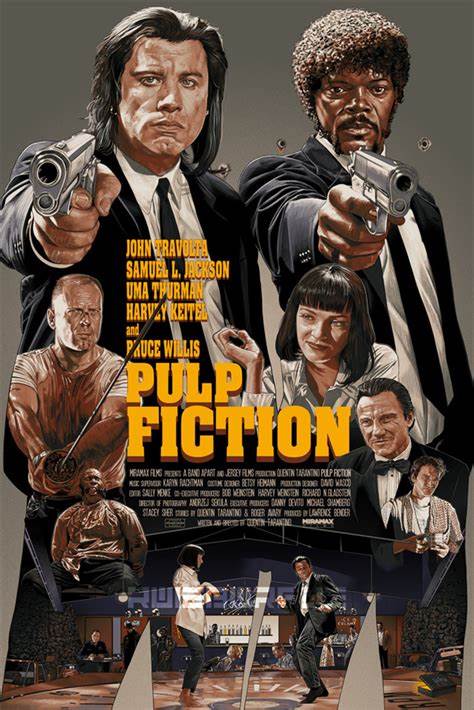 JOHN TRAVOLTA
SAMUEL L. JACKSON
UMA THURMAN
HARVEY KEITEL
and
BRUCE WILLIS
PULP
FICTION
MIRAMAX FILMS PRESENTS A BAND APART AND JERSEY FILMS PRODUCTION QUENTIN TARANTINO PULP FICTION
MUSIC SUPERVISOR KARYN RACHTMAN COSTUME DESIGNER BETSY HEIMANN PRODUCTION DESIGNER DAVID WASCO
EDITOR SALLY MENKE CO-EXECUTIVE PRODUCERS BOB WEINSTEIN HARVEY WEINSTEIN RICHARD N. GLADSTEIN
DIRECTOR OF PHOTOGRAPHY ANDRZEJ SEKULA EXECUTIVE PRODUCERS DANNY DEVITO MICHAEL SHAMBERG
STACEY SHER STORIES BY QUENTIN TARANTINO & ROGER AVARY PRODUCED BY LAWRENCE BENDER
WRITTEN AND DIRECTED BY QUENTIN TARANTINO
MIRAMAX